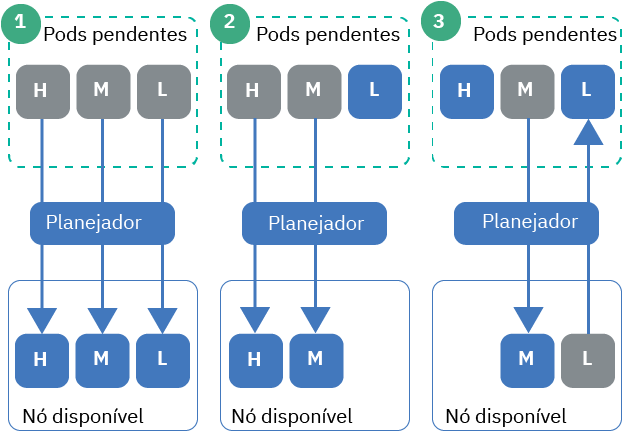 1
Pods pendentes
H M L
Planejador
H M L
Nó disponível
2
Pods pendentes
H M L
Planejador
H M
Nó disponível
3
Pods pendentes
H M L
Planejador
M L
Nó disponível